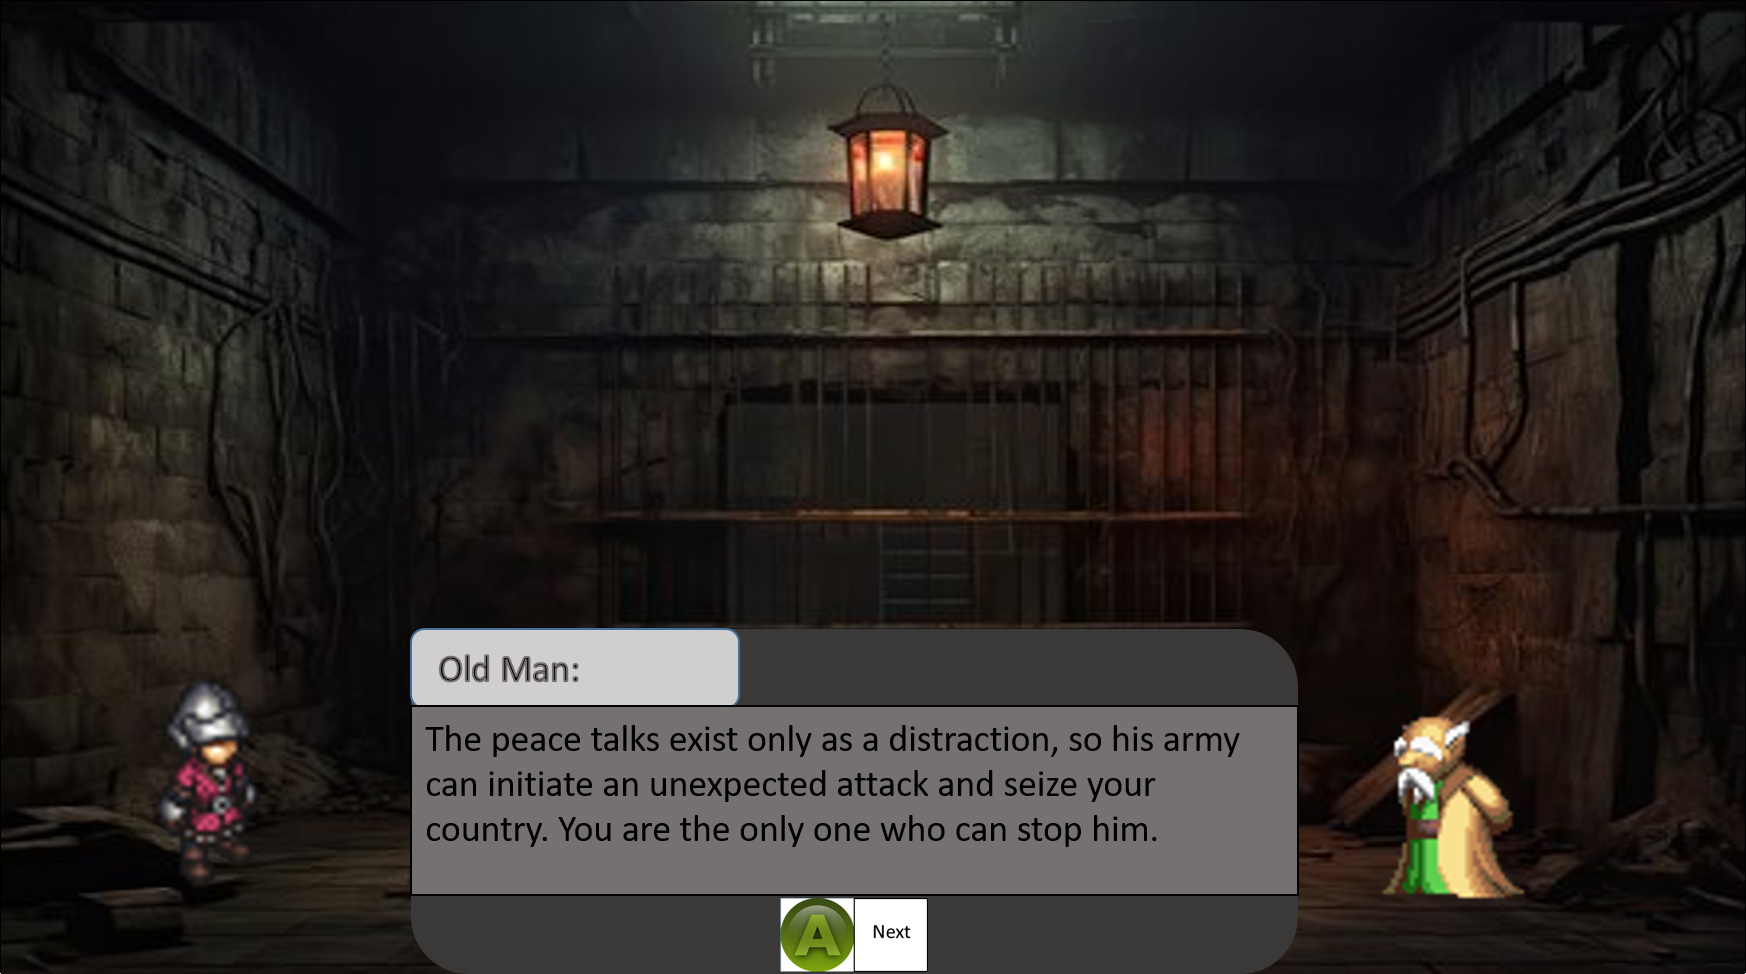 Old Man:
The peace talks exist only as a distraction, so his army
can initiate an unexpected attack and seize your
country. You are the only one who can stop him.
A Next